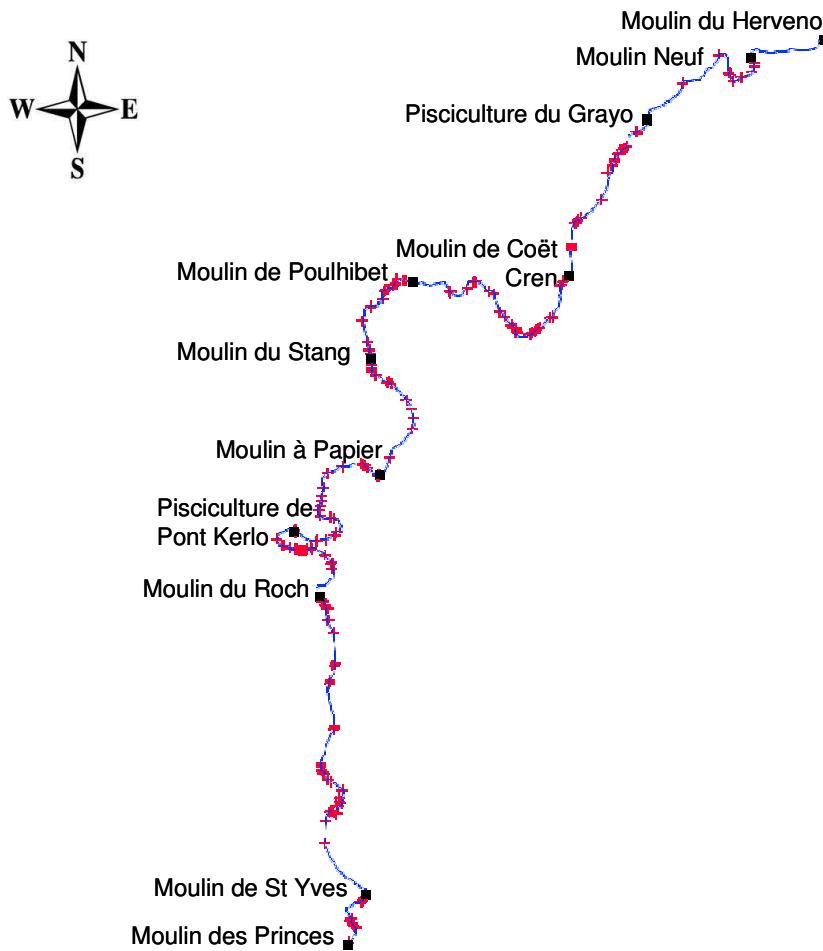 Moulin du Herveno
Moulin Neuf
N
W E
S
Pisciculture du Grayo
Moulin de Coët
Cren
Moulin de Poulhibet
Moulin du Stang
Moulin à Papier
Pisciculture de
Pont Kerlo
Moulin du Roch
Moulin de St Yves
Moulin des Princes